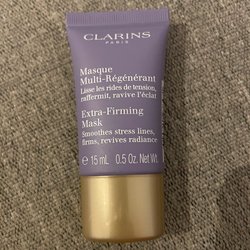 CLARINS
PARIS
Masque
Multi-Régénérant
Lisse les rides de tension,
raffermit, ravive l'éclat
Extra-Firming
Mask
Smoothes stress lines,
firms, revives radiance
℮ 15 mL 0.5 Oz. Net Wt.